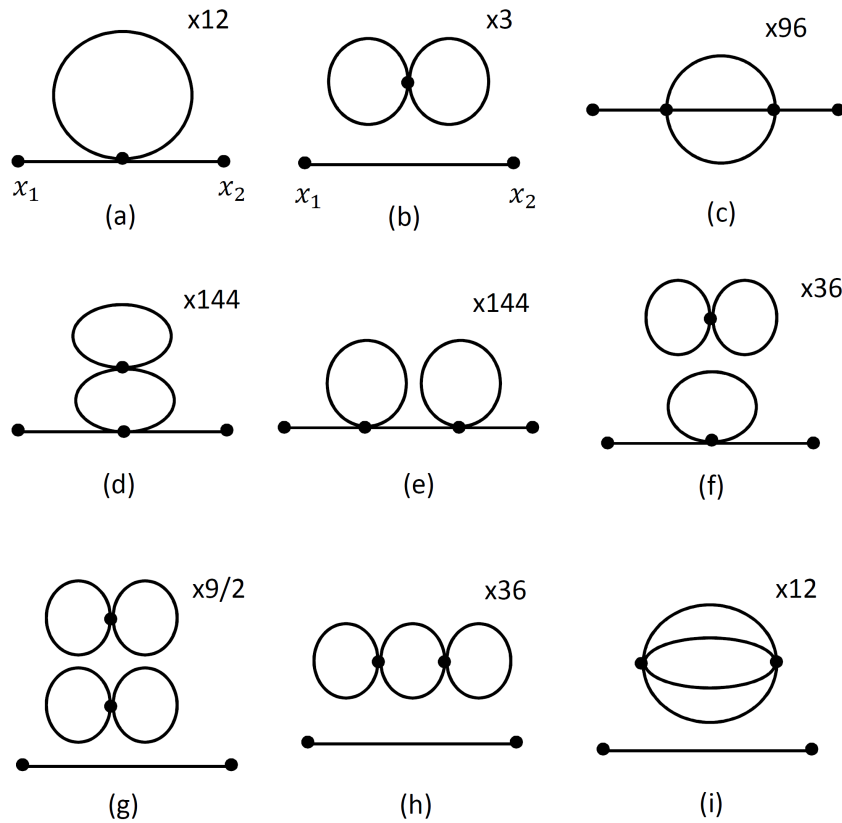 x12
x₁
x₂
(a)
x3
x₁
x₂
(b)
x96
(c)
x144
(d)
x144
(e)
x36
(f)
x9/2
(g)
x36
(h)
x12
(i)